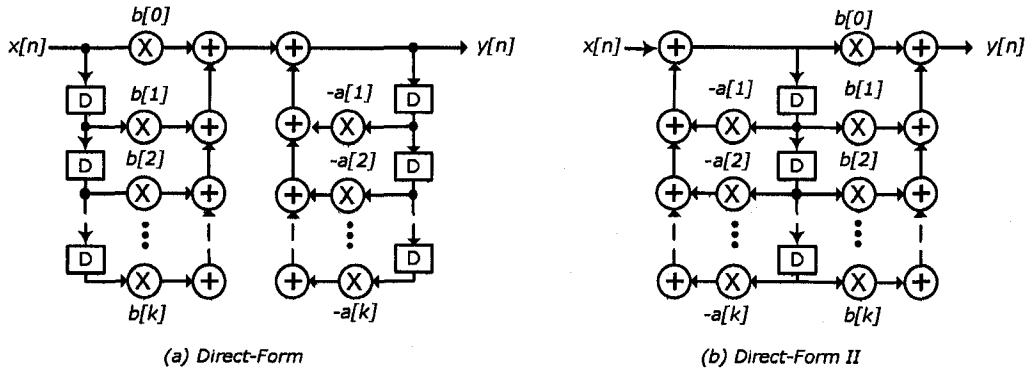 b[0]
x[n] X + + y[n]
D D
b[1] -a[1]
X + + X
D D
b[2] -a[2]
X + + X
D D
X + + X
b[k] -a[k]
(a) Direct-Form
b[0]
x[n] + X + y[n]
D
-a[1] b[1]
+ X X +
D
-a[2] b[2]
+ X X +
D
+ X X +
-a[k] b[k]
(b) Direct-Form II